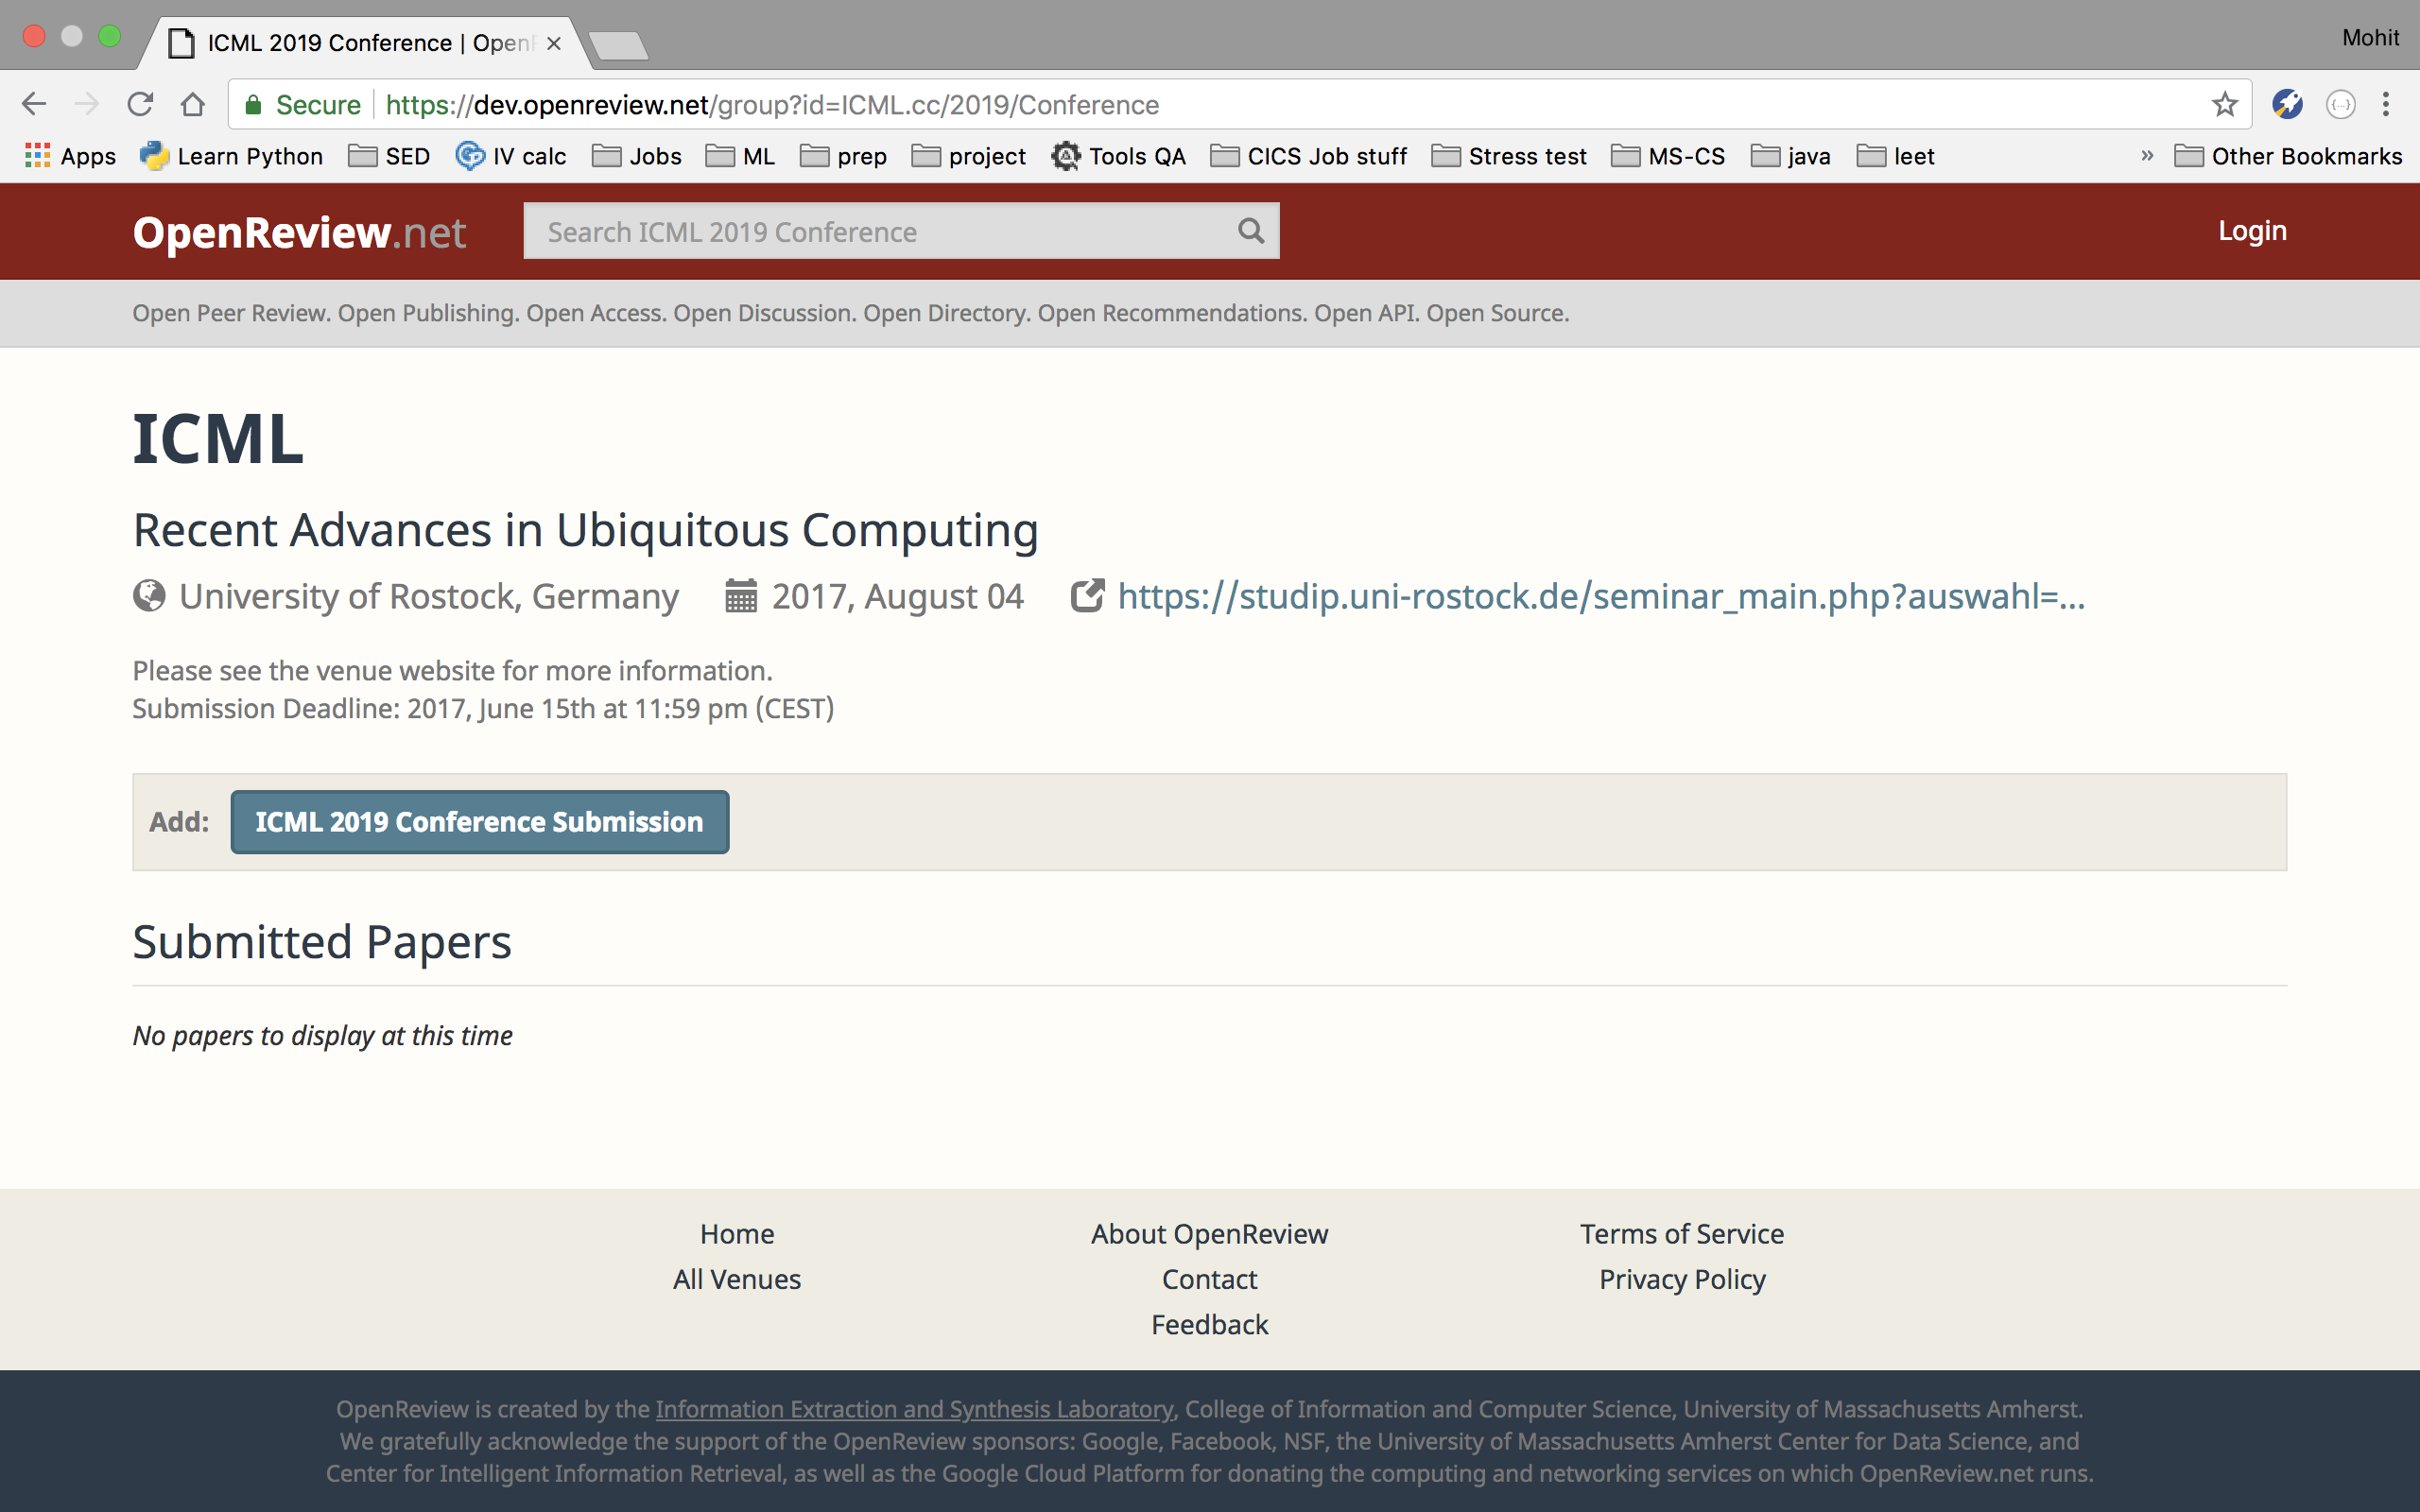 ICML 2019 Conference | Open
Mohit
Secure https://dev.openreview.net/group?id=ICML.cc/2019/Conference
Apps Learn Python SED IV calc Jobs ML prep project Tools QA CICS Job stuff Stress test MS-CS java leet » Other Bookmarks
OpenReview.net Search ICML 2019 Conference Login
Open Peer Review. Open Publishing. Open Access. Open Discussion. Open Directory. Open Recommendations. Open API. Open Source.
ICML
Recent Advances in Ubiquitous Computing
University of Rostock, Germany 2017, August 04 https://studip.uni-rostock.de/seminar_main.php?auswahl=...
Please see the venue website for more information.
Submission Deadline: 2017, June 15th at 11:59 pm (CEST)
Add: ICML 2019 Conference Submission
Submitted Papers
No papers to display at this time
Home About OpenReview Terms of Service
All Venues Contact Privacy Policy
Feedback
OpenReview is created by the Information Extraction and Synthesis Laboratory, College of Information and Computer Science, University of Massachusetts Amherst.
We gratefully acknowledge the support of the OpenReview sponsors: Google, Facebook, NSF, the University of Massachusetts Amherst Center for Data Science, and
Center for Intelligent Information Retrieval, as well as the Google Cloud Platform for donating the computing and networking services on which OpenReview.net runs.